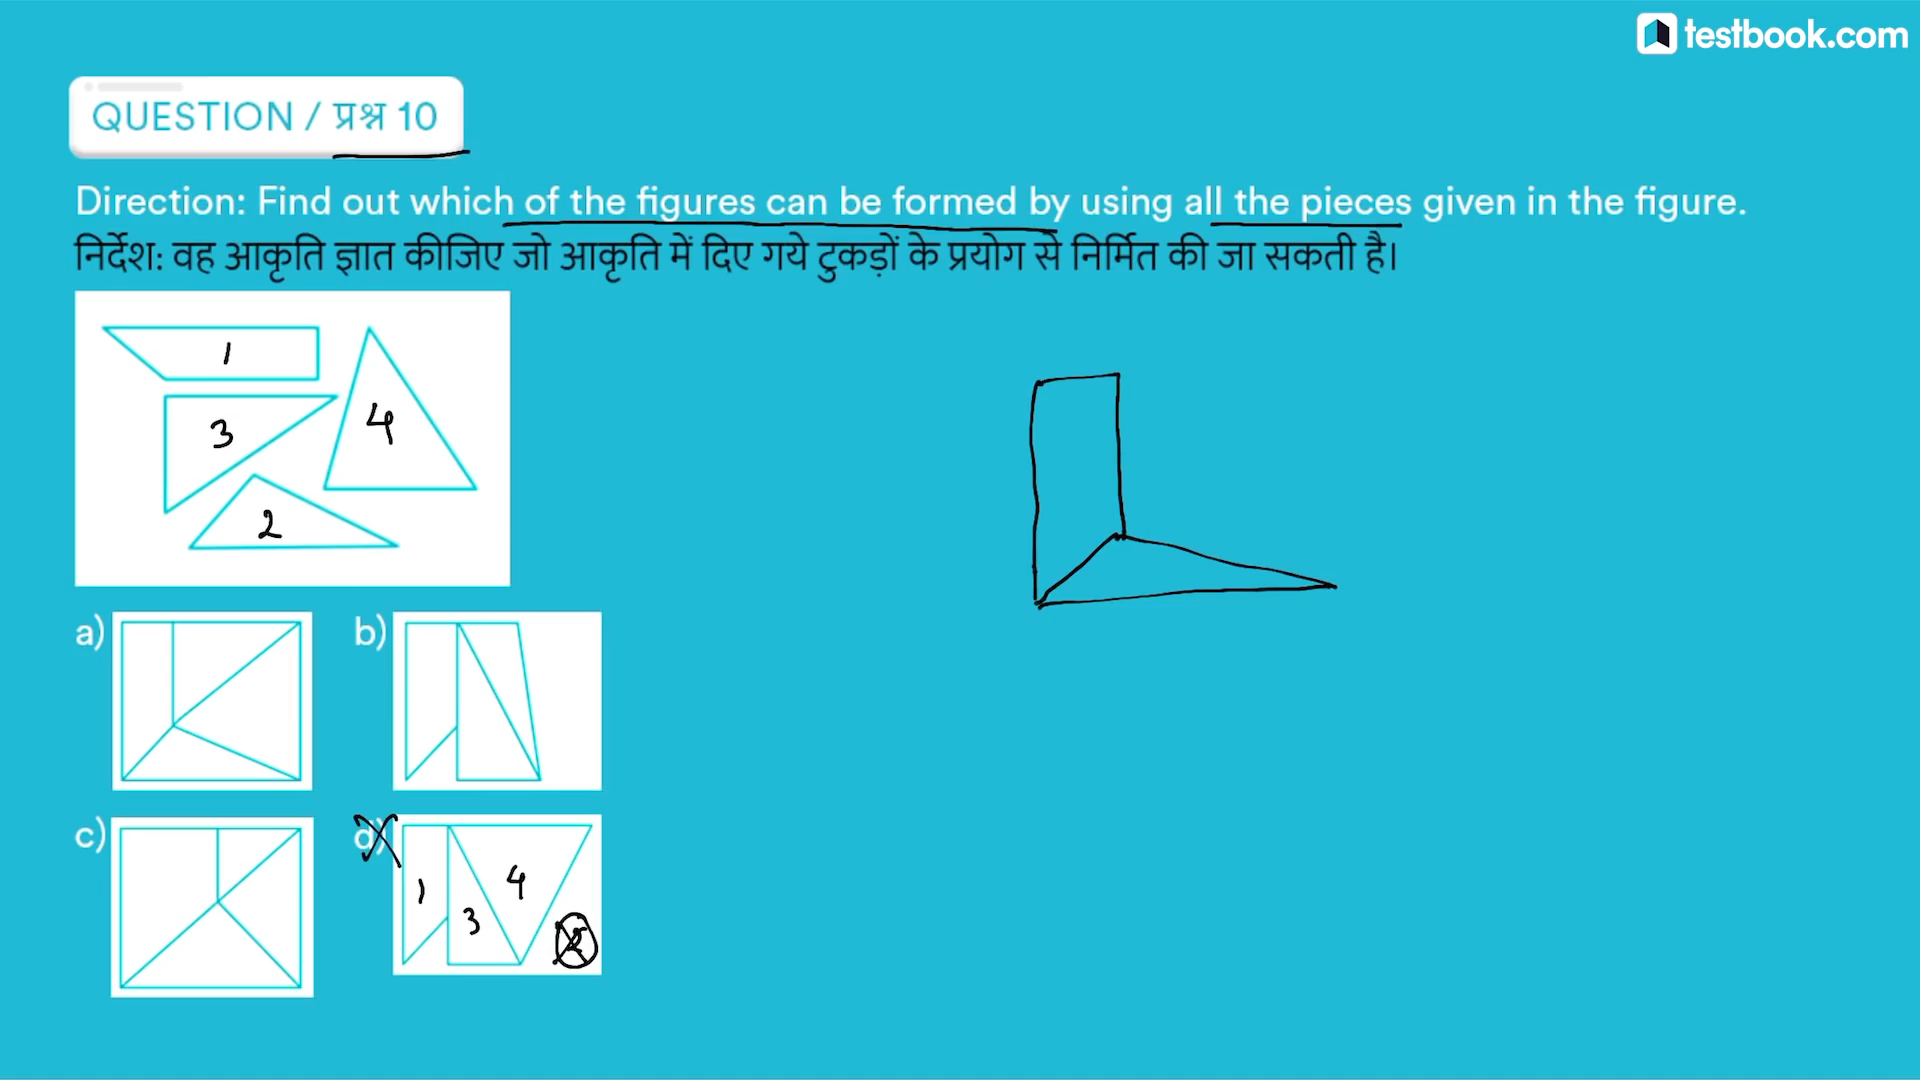 testbook.com
QUESTION / प्रश्न 10
Direction: Find out which of the figures can be formed by using all the pieces given in the figure.
निर्देश: वह आकृति ज्ञात कीजिए जो आकृति में दिए गये टुकड़ों के प्रयोग से निर्मित की जा सकती है।
1
3
4
2
a)
b)
c)
d)
1
3
4
2